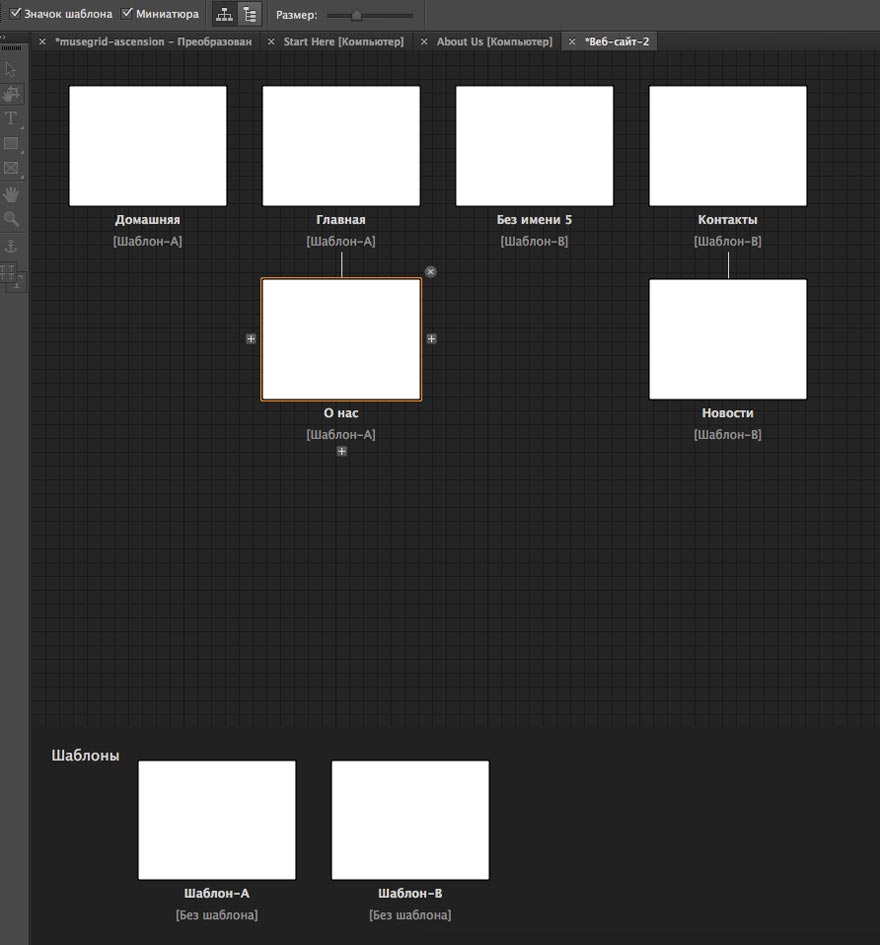 Значок шаблона Миниатюра Размер:
*musegrid-ascension – Преобразован Start Here [Компьютер] About Us [Компьютер] *Веб-сайт-2
Домашняя Главная Без имени 5 Контакты
[Шаблон-A] [Шаблон-A] [Шаблон-B] [Шаблон-B]
О нас Новости
[Шаблон-A] [Шаблон-B]
Шаблоны
Шаблон-A Шаблон-B
[Без шаблона] [Без шаблона]